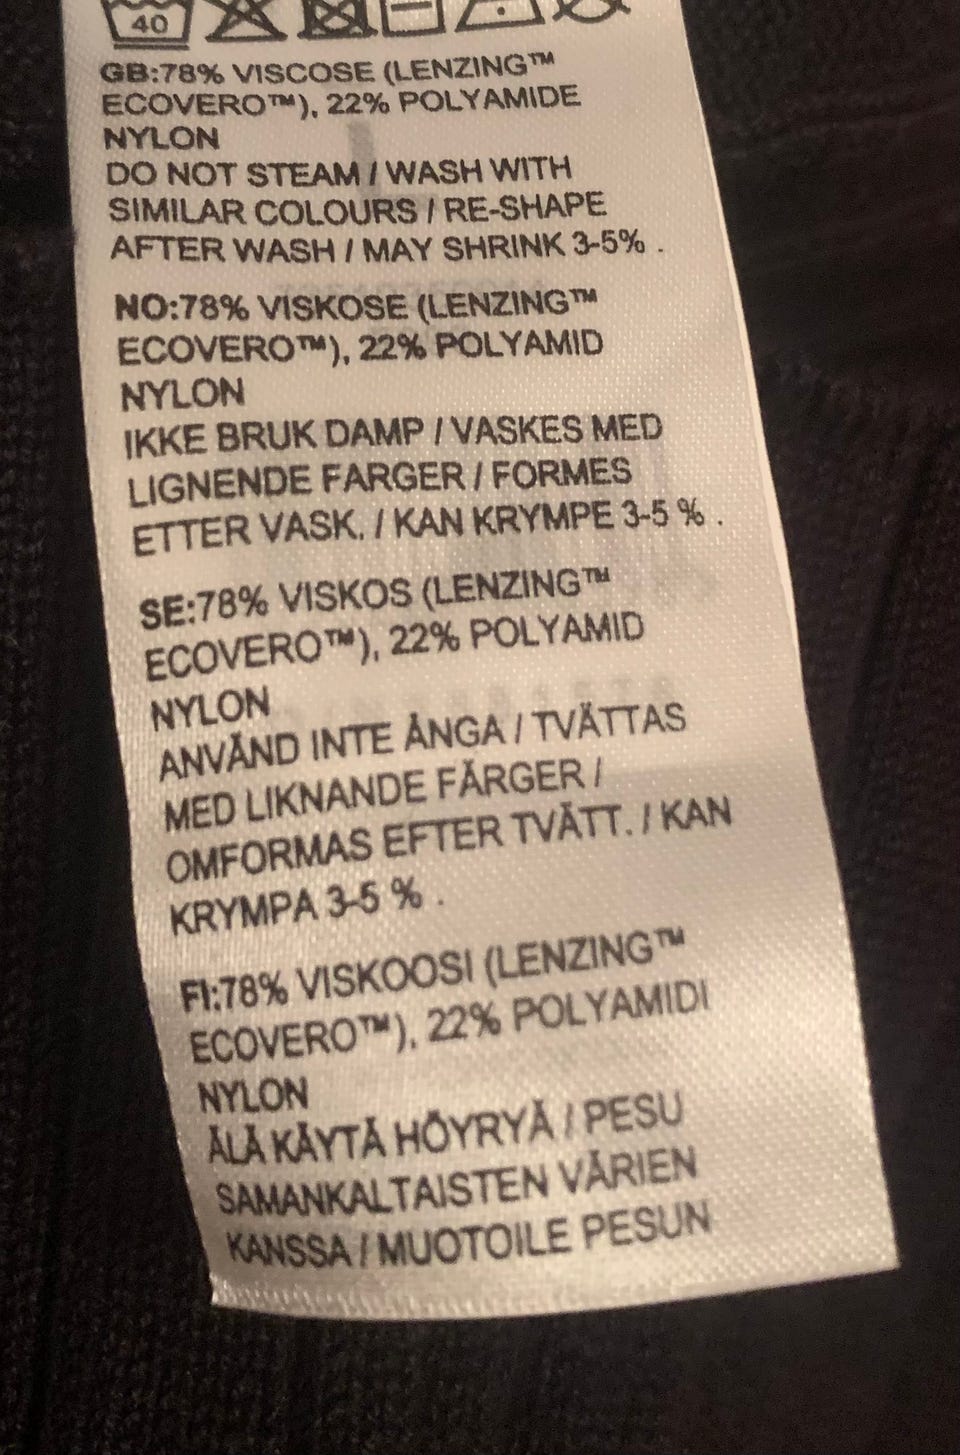 40
GB:78% VISCOSE (LENZING™
ECOVERO™), 22% POLYAMIDE
NYLON
DO NOT STEAM / WASH WITH
SIMILAR COLOURS / RE-SHAPE
AFTER WASH / MAY SHRINK 3-5% .
NO:78% VISKOSE (LENZING™
ECOVERO™), 22% POLYAMID
NYLON
IKKE BRUK DAMP / VASKES MED
LIGNENDE FARGER / FORMES
ETTER VASK. / KAN KRYMPE 3-5 % .
SE:78% VISKOS (LENZING™
ECOVERO™), 22% POLYAMID
NYLON
ANVÄND INTE ÅNGA / TVÄTTAS
MED LIKNANDE FÄRGER /
OMFORMAS EFTER TVÄTT. / KAN
KRYMPA 3-5 % .
FI:78% VISKOOSI (LENZING™
ECOVERO™), 22% POLYAMIDI
NYLON
ÄLÄ KÄYTÄ HÖYRYÄ / PESU
SAMANKALTAISTEN VÄRIEN
KANSSA / MUOTOILE PESUN